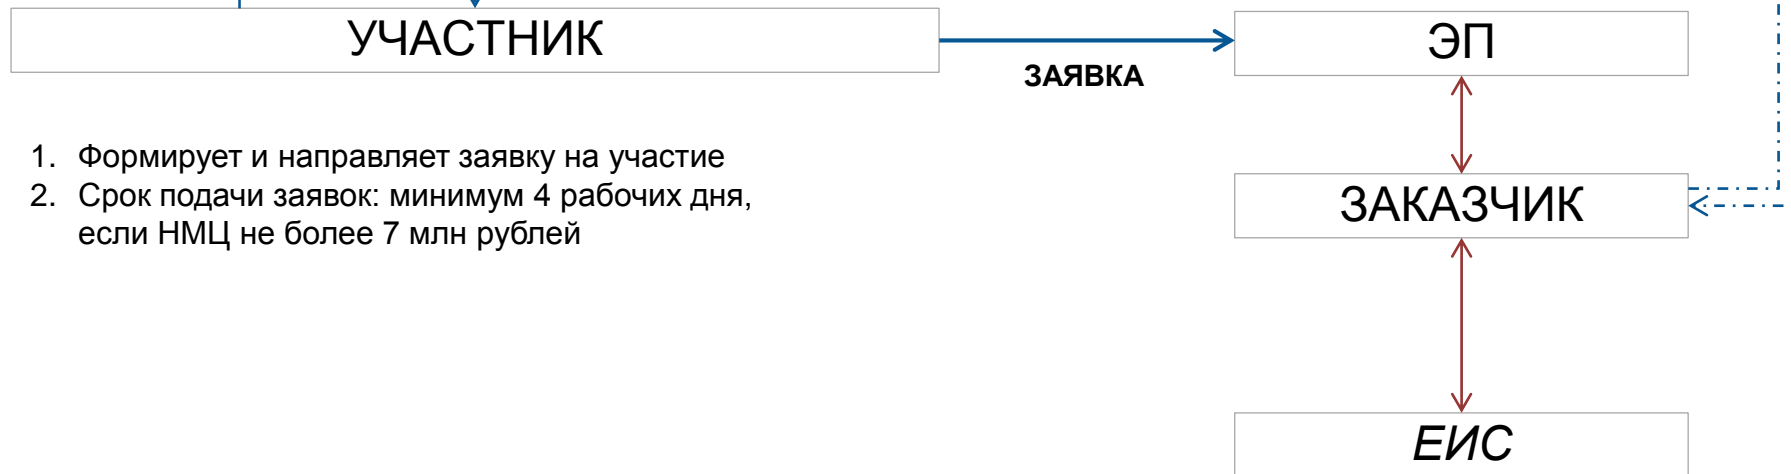 УЧАСТНИК
ЭП
ЗАЯВКА
1. Формирует и направляет заявку на участие
2. Срок подачи заявок: минимум 4 рабочих дня,
если НМЦ не более 7 млн рублей
ЗАКАЗЧИК
ЕИС